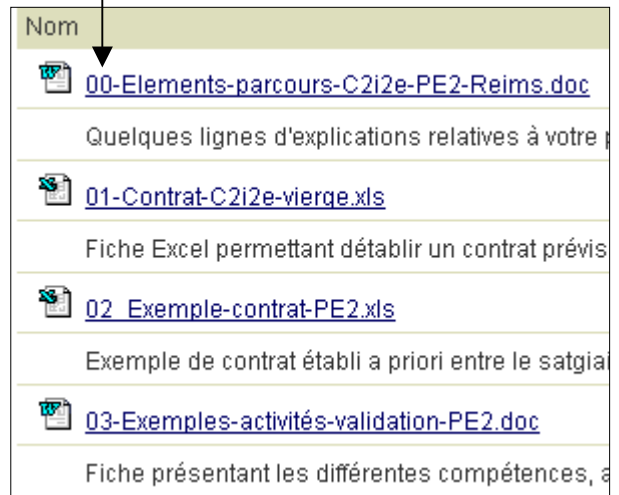 Nom
00-Elements-parcours-C2i2e-PE2-Reims.doc
Quelques lignes d'explications relatives à votre
01-Contrat-C2i2e-vierge.xls
Fiche Excel permettant détablir un contrat prévis
02_Exemple-contrat-PE2.xls
Exemple de contrat établi a priori entre le satgiai
03-Exemples-activités-validation-PE2.doc
Fiche présentant les différentes compétences, a